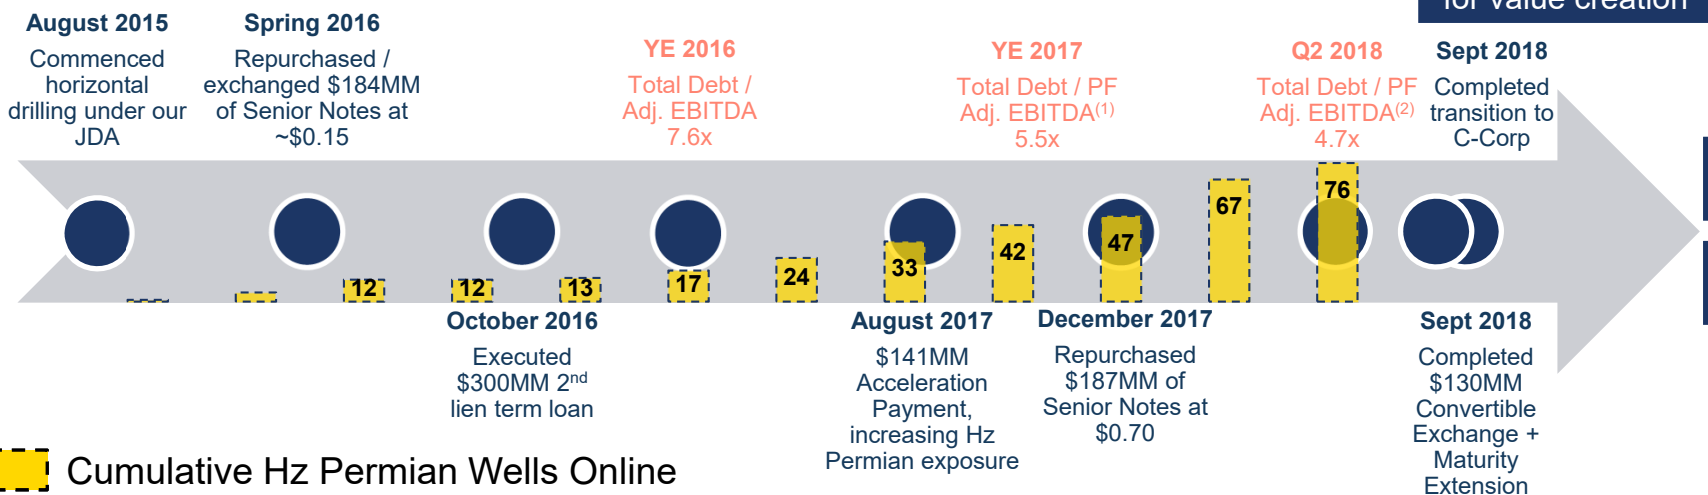 for value creation
August 2015
Commenced
horizontal
drilling under our
JDA
Spring 2016
Repurchased /
exchanged $184MM
of Senior Notes at
~$0.15
YE 2016
Total Debt /
Adj. EBITDA
7.6x
YE 2017
Total Debt / PF
Adj. EBITDA(1)
5.5x
Q2 2018
Total Debt / PF
Adj. EBITDA(2)
4.7x
Sept 2018
Completed
transition to
C-Corp
12
12
13
17
24
33
42
47
67
76
October 2016
Executed
$300MM 2nd
lien term loan
August 2017
$141MM
Acceleration
Payment,
increasing Hz
Permian exposure
December 2017
Repurchased
$187MM of
Senior Notes at
$0.70
Sept 2018
Completed
$130MM
Convertible
Exchange +
Maturity
Extension
Cumulative Hz Permian Wells Online